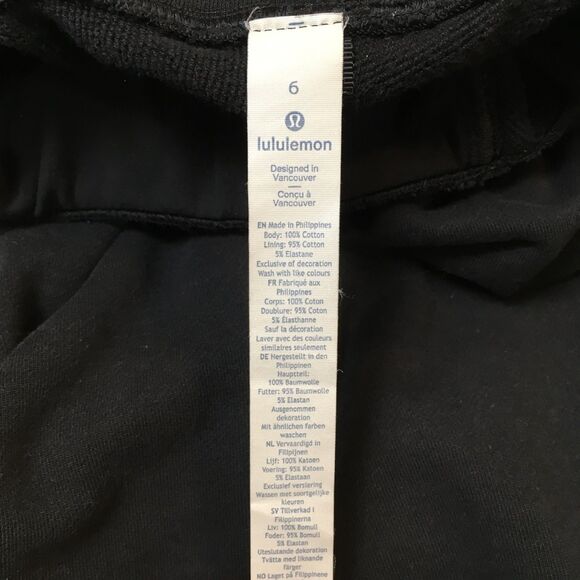 6
lululemon
Designed in
Vancouver
Conçu à
Vancouver
EN Made in Philippines
Body: 100% Cotton
Lining: 95% Cotton
5% Elastane
Exclusive of decoration
Wash with like colours
FR Fabriqué aux
Philippines
Corps: 100% Coton
Doublure: 95% Coton
5% Élasthanne
Sauf la décoration
Laver avec des couleurs
similaires seulement
DE Hergestellt in den
Philippinen
Hauptteil:
100% Baumwolle
Futter: 95% Baumwolle
5% Elastan
Ausgenommen
dekoration
Mit ähnlichen farben
waschen
NL Vervaardigd in
Filipijnen
Lijf: 100% Katoen
Voering: 95% Katoen
5% Elastaan
Exclusief versiering
Wassen met soortgelijke
kleuren
SV Tillverkad i
Filippinerna
Liv: 100% Bomull
Foder: 95% Bomull
5% Elastan
Uteslutande dekoration
Tvätta med liknande
färger
NO Laget på Filippinene